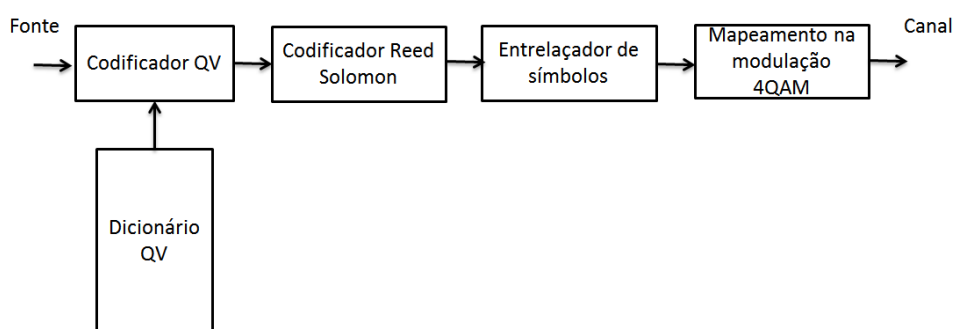 Fonte
Codificador QV
Codificador Reed
Solomon
Entrelaçador de
símbolos
Mapeamento na
modulação
4QAM
Canal
Dicionário
QV